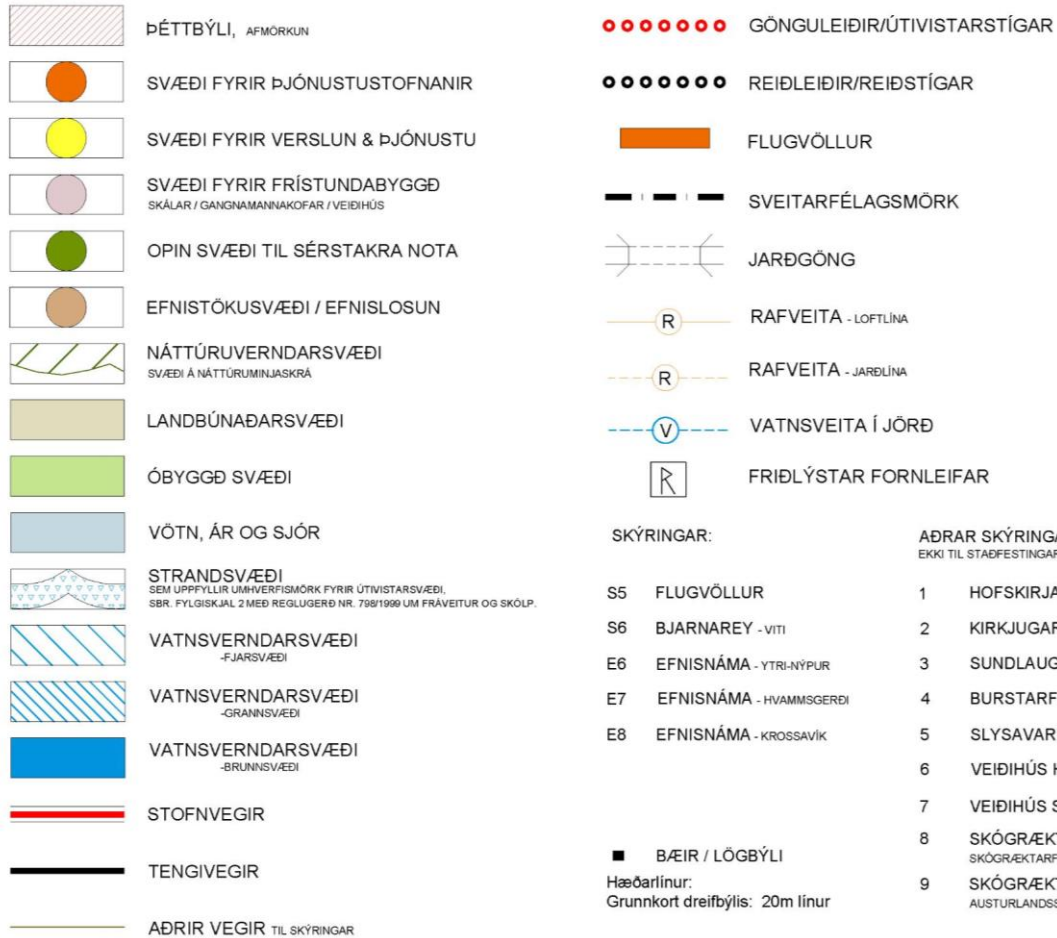 ÞÉTTBÝLI, AFMÖRKUN
SVÆÐI FYRIR ÞJÓNUSTUSTOFNANIR
SVÆÐI FYRIR VERSLUN & ÞJÓNUSTU
SVÆÐI FYRIR FRÍSTUNDABYGGÐ
SKÁLAR / GANGNAMANNAKOFAR / VEIÐIHÚS
OPIN SVÆÐI TIL SÉRSTAKRA NOTA
EFNISTÖKUSVÆÐI / EFNISLOSUN
NÁTTÚRUVERNDARSVÆÐI
SVÆÐI Á NÁTTÚRUMINJASKRÁ
LANDBÚNAÐARSVÆÐI
ÓBYGGÐ SVÆÐI
VÖTN, ÁR OG SJÓR
STRANDSVÆÐI
SEM UPPFYLLIR UMHVERFISMÖRK FYRIR ÚTIVISTARSVÆÐI,
SBR. FYLGISKJAL 2 MEÐ REGLUGERÐ NR. 798/1999 UM FRÁVEITUR OG SKÓLP.
VATNSVERNDARSVÆÐI
-FJARSVÆÐI
VATNSVERNDARSVÆÐI
-GRANNSVÆÐI
VATNSVERNDARSVÆÐI
-BRUNNSVÆÐI
STOFNVEGIR
TENGIVEGIR
AÐRIR VEGIR TIL SKÝRINGAR
GÖNGULEIÐIR/ÚTIVISTARSTÍGAR
REIÐLEIÐIR/REIÐSTÍGAR
FLUGVÖLLUR
SVEITARFÉLAGSMÖRK
JARÐGÖNG
R RAFVEITA - LOFTLÍNA
R RAFVEITA - JARÐLÍNA
V VATNSVEITA Í JÖRÐ
R FRIÐLÝSTAR FORNLEIFAR
SKÝRINGAR:
S5 FLUGVÖLLUR
S6 BJARNAREY - VITI
E6 EFNISNÁMA - YTRI-NÝPUR
E7 EFNISNÁMA - HVAMMSGERÐI
E8 EFNISNÁMA - KROSSAVÍK
BÆIR / LÖGBÝLI
Hæðarlínur:
Grunnkort dreifbýlis: 20m línur
AÐRAR SKÝRINGA
EKKI TIL STAÐFESTINGAR
1 HOFSKIRJA
2 KIRKJUGAR
3 SUNDLAUG
4 BURSTARF
5 SLYSAVAR
6 VEIÐIHÚS H
7 VEIÐIHÚS S
8 SKÓGRÆKT
SKÓGRÆKTARF
9 SKÓGRÆKT
AUSTURLANDSS